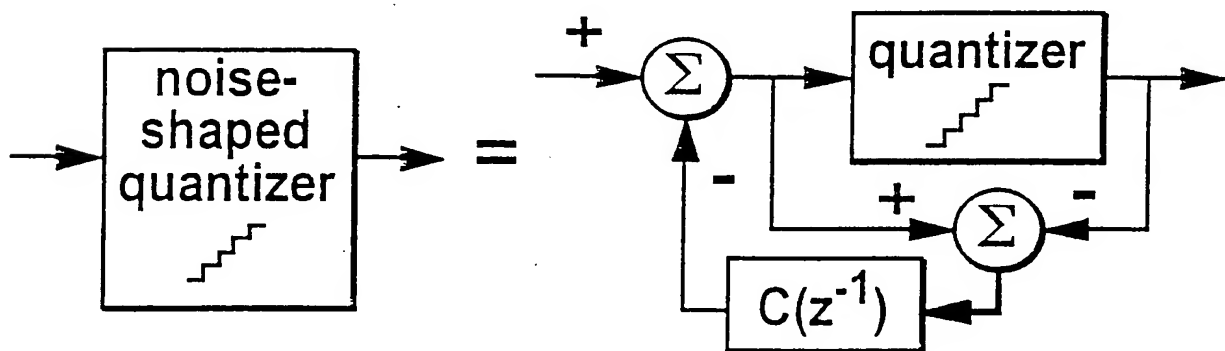 noise-
shaped
quantizer
=
+
Σ
quantizer
-
+
Σ
-
C(z⁻¹)